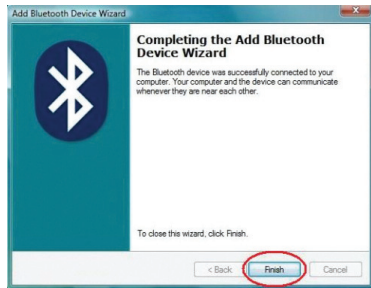 Add Bluetooth Device Wizard
Completing the Add Bluetooth
Device Wizard
The Bluetooth device was successfully connected to your
computer. Your computer and the device can communicate
whenever they are near each other.
To close this wizard, click Finish.
< Back Finish Cancel